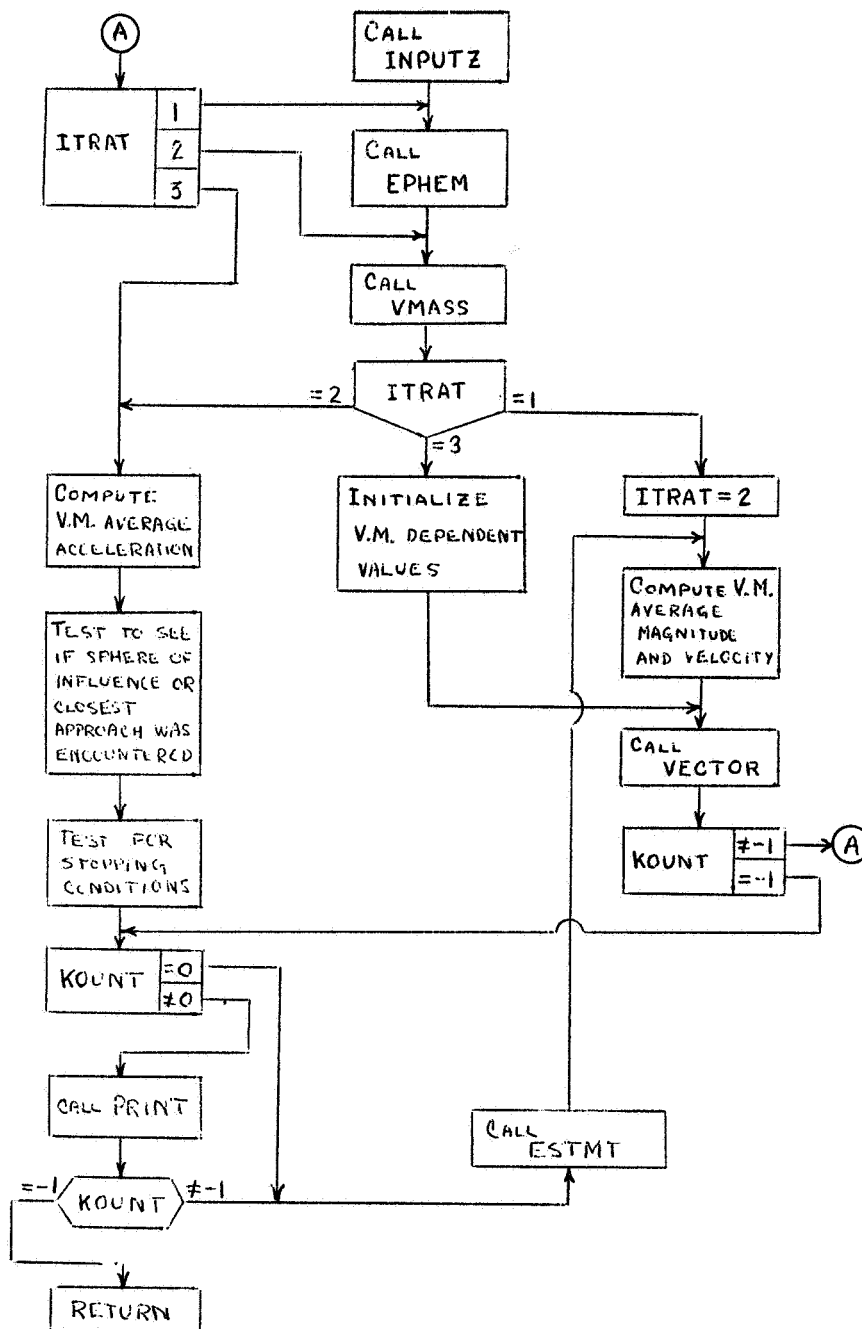 A
CALL
INPUTZ
ITRAT
1
2
3
CALL
EPHEM
CALL
VMASS
ITRAT
=2
=1
=3
COMPUTE
V.M. AVERAGE
ACCELERATION
INITIALIZE
V.M. DEPENDENT
VALUES
ITRAT=2
COMPUTE V.M.
AVERAGE
MAGNITUDE
AND VELOCITY
TEST TO SEE
IF SPHERE OF
INFLUENCE OR
CLOSEST
APPROACH WAS
ENCOUNTERED
CALL
VECTOR
TEST FOR
STOPPING
CONDITIONS
KOUNT
≠-1
=-1
A
KOUNT
=0
≠0
CALL PRINT
CALL
ESTMT
=-1
KOUNT
≠-1
RETURN